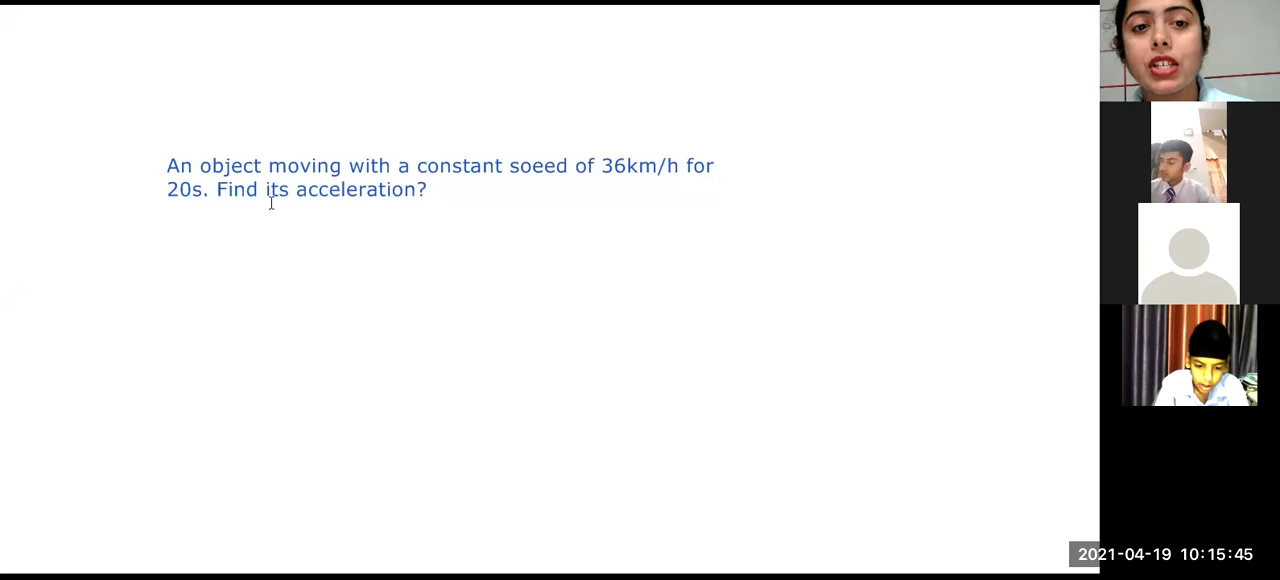 An object moving with a constant soeed of 36km/h for
20s. Find its acceleration?
2021-04-19 10:15:45